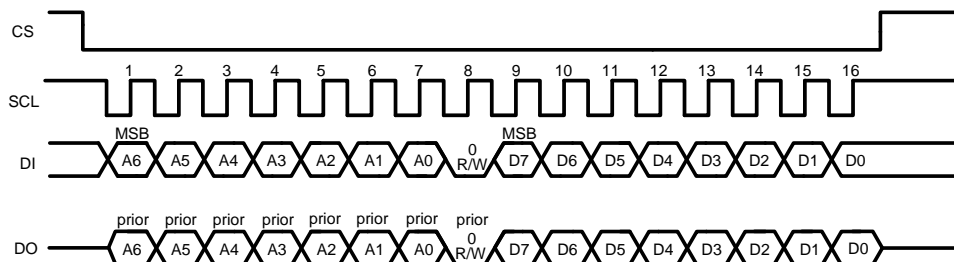 CS
1 2 3 4 5 6 7 8 9 10 11 12 13 14 15 16
SCL
MSB MSB
DI A6 A5 A4 A3 A2 A1 A0 0 R/W D7 D6 D5 D4 D3 D2 D1 D0
prior prior prior prior prior prior prior prior
DO A6 A5 A4 A3 A2 A1 A0 0 R/W D7 D6 D5 D4 D3 D2 D1 D0